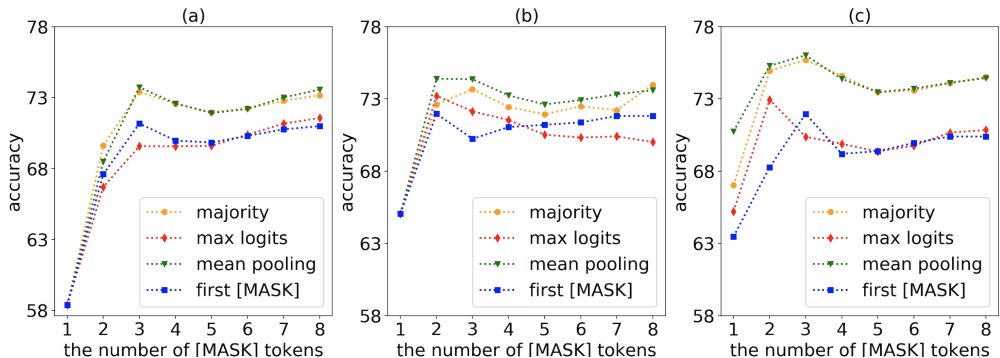 (a)
78
73
68
63
58
accuracy
majority
max logits
mean pooling
first [MASK]
1 2 3 4 5 6 7 8
the number of [MASK] tokens
(b)
78
73
68
63
58
accuracy
majority
max logits
mean pooling
first [MASK]
1 2 3 4 5 6 7 8
the number of [MASK] tokens
(c)
78
73
68
63
58
accuracy
majority
max logits
mean pooling
first [MASK]
1 2 3 4 5 6 7 8
the number of [MASK] tokens